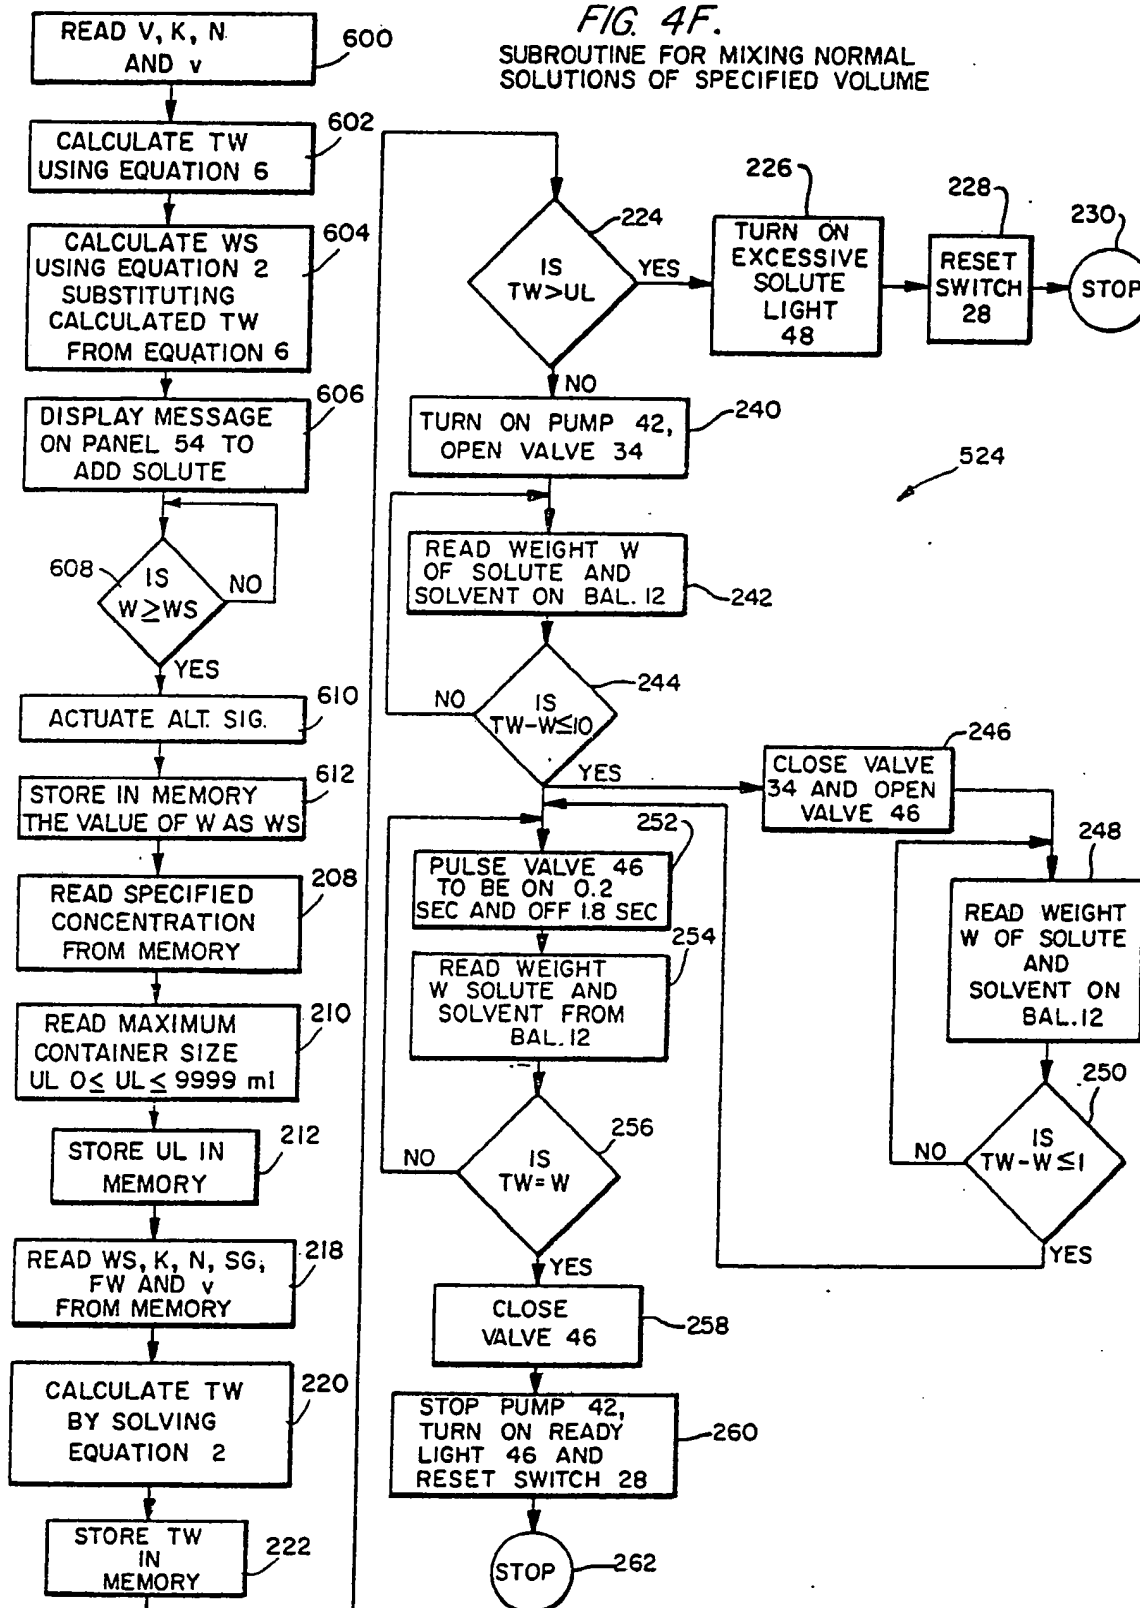 FIG. 4F.
SUBROUTINE FOR MIXING NORMAL
SOLUTIONS OF SPECIFIED VOLUME
READ V, K, N
AND v
600
CALCULATE TW
USING EQUATION 6
602
CALCULATE WS
USING EQUATION 2
SUBSTITUTING
CALCULATED TW
FROM EQUATION 6
604
DISPLAY MESSAGE
ON PANEL 54 TO
ADD SOLUTE
606
608
IS
W ≥ WS
NO
YES
ACTUATE ALT. SIG.
610
STORE IN MEMORY
THE VALUE OF W AS WS
612
READ SPECIFIED
CONCENTRATION
FROM MEMORY
208
READ MAXIMUM
CONTAINER SIZE
UL 0 ≤ UL ≤ 9999 ml
210
STORE UL IN
MEMORY
212
READ WS, K, N, SG,
FW AND v
FROM MEMORY
218
CALCULATE TW
BY SOLVING
EQUATION 2
220
STORE TW
IN
MEMORY
222
224
IS
TW>UL
YES
NO
226
TURN ON
EXCESSIVE
SOLUTE
LIGHT
48
228
RESET
SWITCH
28
230
STOP
TURN ON PUMP 42,
OPEN VALVE 34
240
524
READ WEIGHT W
OF SOLUTE AND
SOLVENT ON BAL. 12
242
244
IS
TW-W≤10
NO
YES
246
CLOSE VALVE
34 AND OPEN
VALVE 46
248
READ WEIGHT
W OF SOLUTE
AND
SOLVENT ON
BAL. 12
250
IS
TW-W ≤ 1
NO
YES
252
PULSE VALVE 46
TO BE ON 0.2
SEC AND OFF 1.8 SEC
254
READ WEIGHT
W SOLUTE AND
SOLVENT FROM
BAL. 12
256
IS
TW = W
NO
YES
CLOSE
VALVE 46
258
STOP PUMP 42,
TURN ON READY
LIGHT 46 AND
RESET SWITCH 28
260
STOP
262